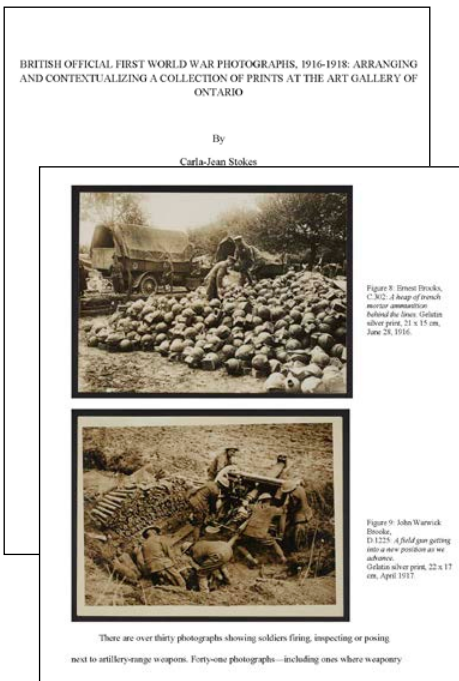 BRITISH OFFICIAL FIRST WORLD WAR PHOTOGRAPHS, 1916-1918: ARRANGING
AND CONTEXTUALIZING A COLLECTION OF PRINTS AT THE ART GALLERY OF
ONTARIO
By
Carla-Jean Stokes
Figure 8: Ernest Brooks,
C.302: A heap of trench
mortar ammunition
behind the lines. Gelatin
silver print, 21 x 15 cm,
June 28, 1916.
Figure 9: John Warwick
Brooke,
D.1225: A field gun getting
into a new position as we
advance.
Gelatin silver print, 22 x 17
cm, April 1917
There are over thirty photographs showing soldiers firing, inspecting or posing
next to artillery-range weapons. Forty-one photographs—including ones where weaponry